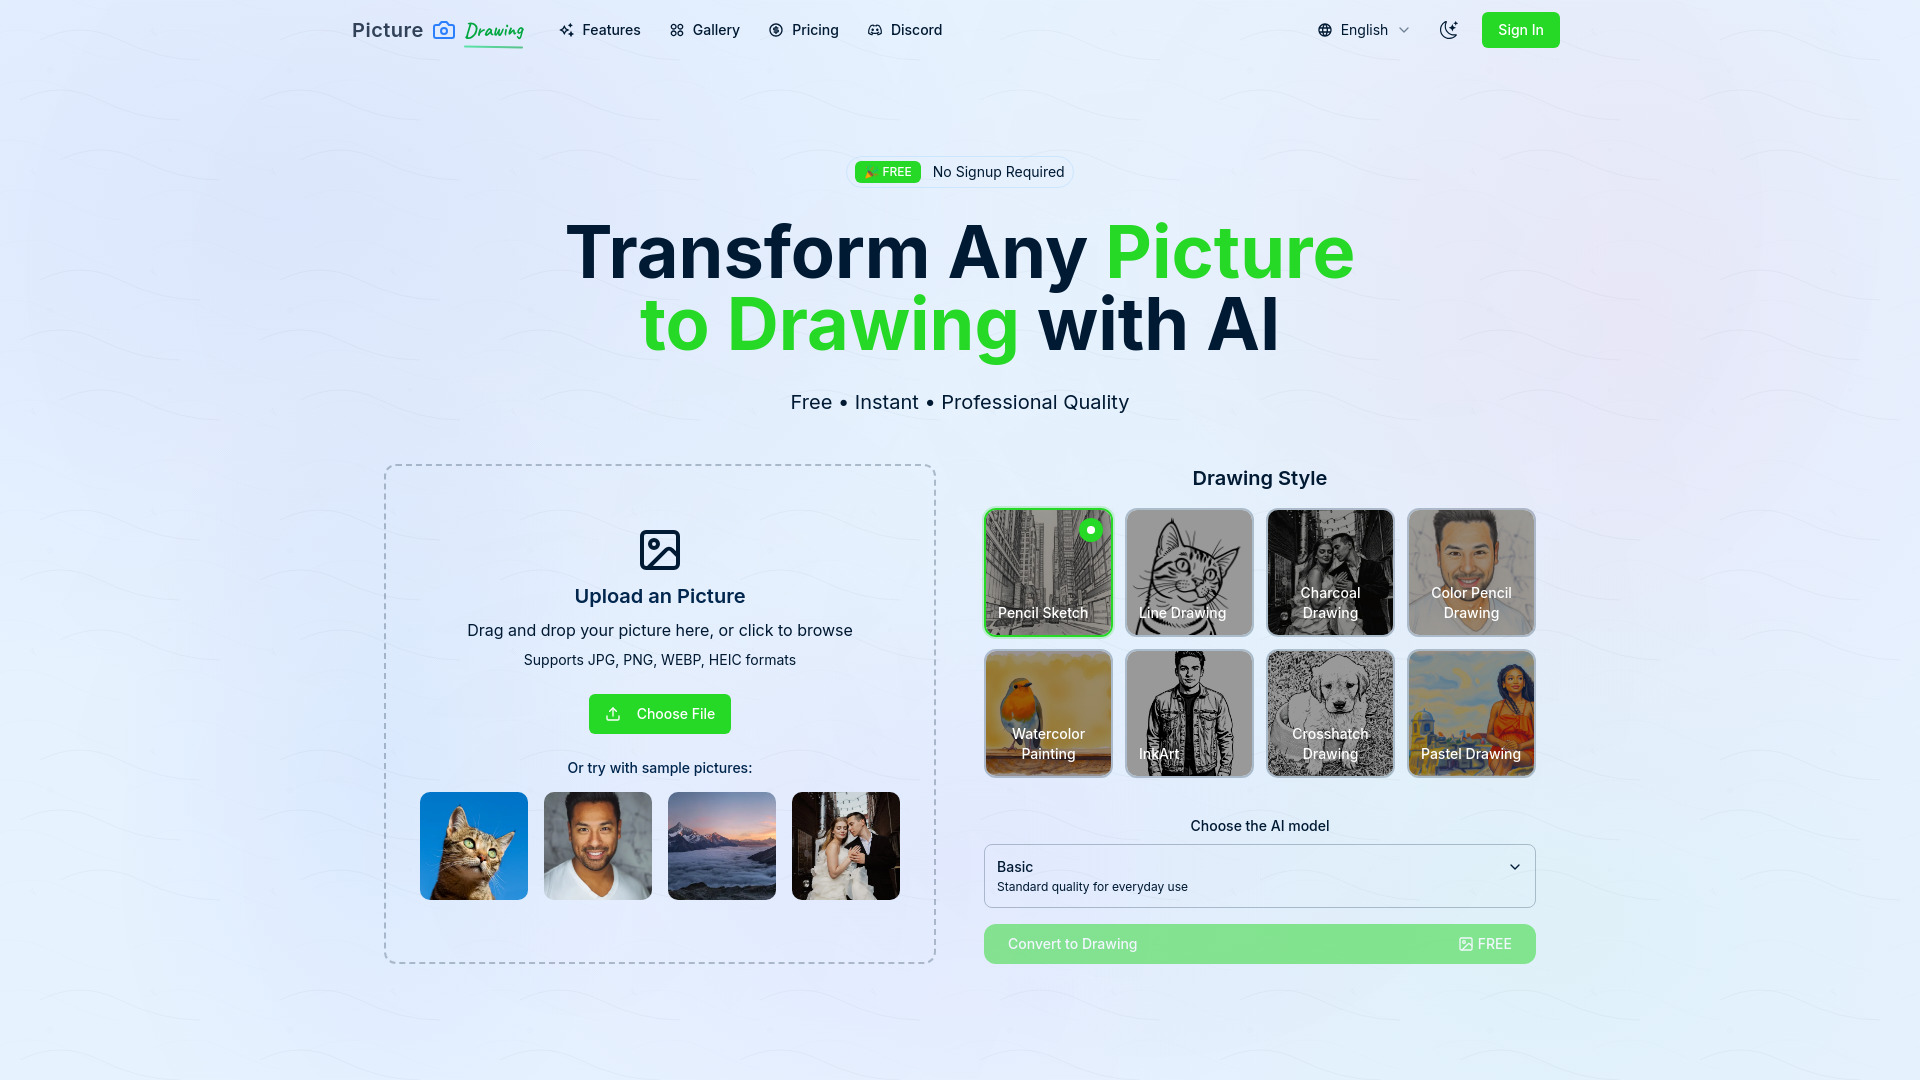 Picture Drawing Features Gallery Pricing Discord English Sign In
FREE No Signup Required
Transform Any Picture
to Drawing with AI
Free • Instant • Professional Quality
Upload an Picture
Drag and drop your picture here, or click to browse
Supports JPG, PNG, WEBP, HEIC formats
Choose File
Or try with sample pictures:
Drawing Style
Pencil Sketch
Line Drawing
Charcoal
Drawing
Color Pencil
Drawing
Watercolor
Painting
InkArt
Crosshatch
Drawing
Pastel Drawing
Choose the AI model
Basic
Standard quality for everyday use
Convert to Drawing FREE